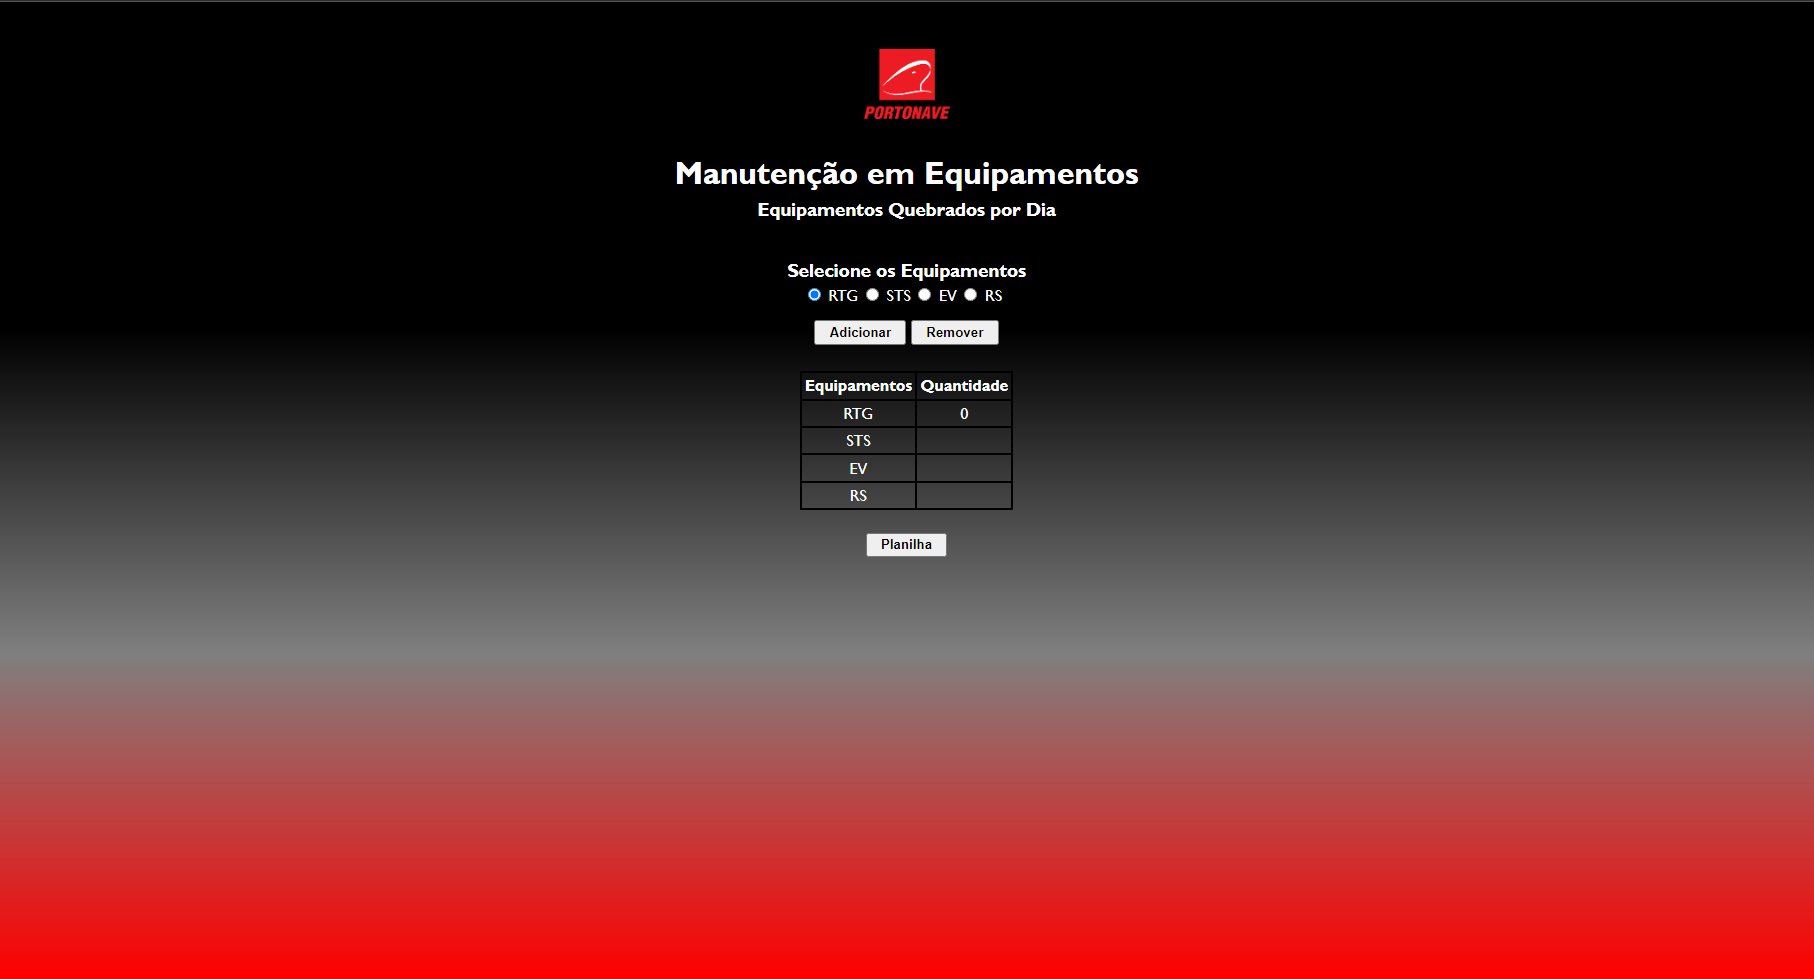 PORTONAVE
Manutenção em Equipamentos
Equipamentos Quebrados por Dia
Selecione os Equipamentos
RTG STS EV RS
Adicionar Remover
Equipamentos Quantidade
RTG 0
STS
EV
RS
Planilha